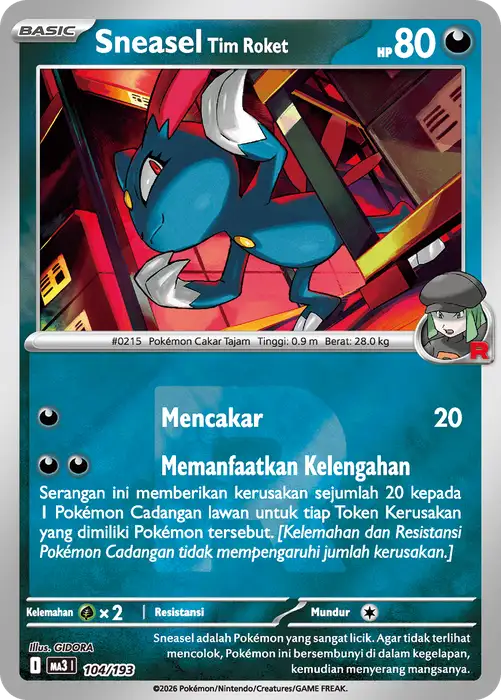 BASIC
Sneasel Tim Roket
HP 80
#0215 Pokémon Cakar Tajam Tinggi: 0.9 m Berat: 28.0 kg
R
Mencakar 20
Memanfaatkan Kelengahan
Serangan ini memberikan kerusakan sejumlah 20 kepada
1 Pokémon Cadangan lawan untuk tiap Token Kerusakan
yang dimiliki Pokémon tersebut. [Kelemahan dan Resistansi
Pokémon Cadangan tidak mempengaruhi jumlah kerusakan.]
Kelemahan ×2 Resistansi Mundur
Illus. GIDORA
I MA3 I 104/193
Sneasel adalah Pokémon yang sangat licik. Agar tidak terlihat
mencolok, Pokémon ini bersembunyi di dalam kegelapan,
kemudian menyerang mangsanya.
©2026 Pokémon/Nintendo/Creatures/GAME FREAK.